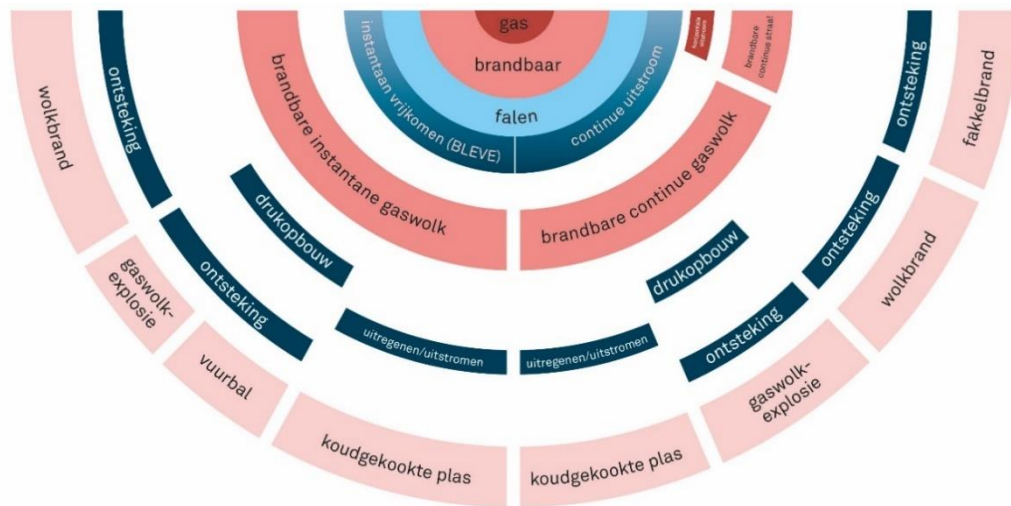 gas
brandbaar
falen
instantaan vrijkomen (BLEVE)
continue uitstroom
brandbare continue straal
brandbare instantane gaswolk
brandbare continue gaswolk
drukopbouw
drukopbouw
uitregenen/uitstromen
uitregenen/uitstromen
ontsteking
ontsteking
ontsteking
ontsteking
ontsteking
wolkbrand
gaswolk-
explosie
vuurbal
koudgekookte plas
koudgekookte plas
gaswolk-
explosie
wolkbrand
fakkelbrand